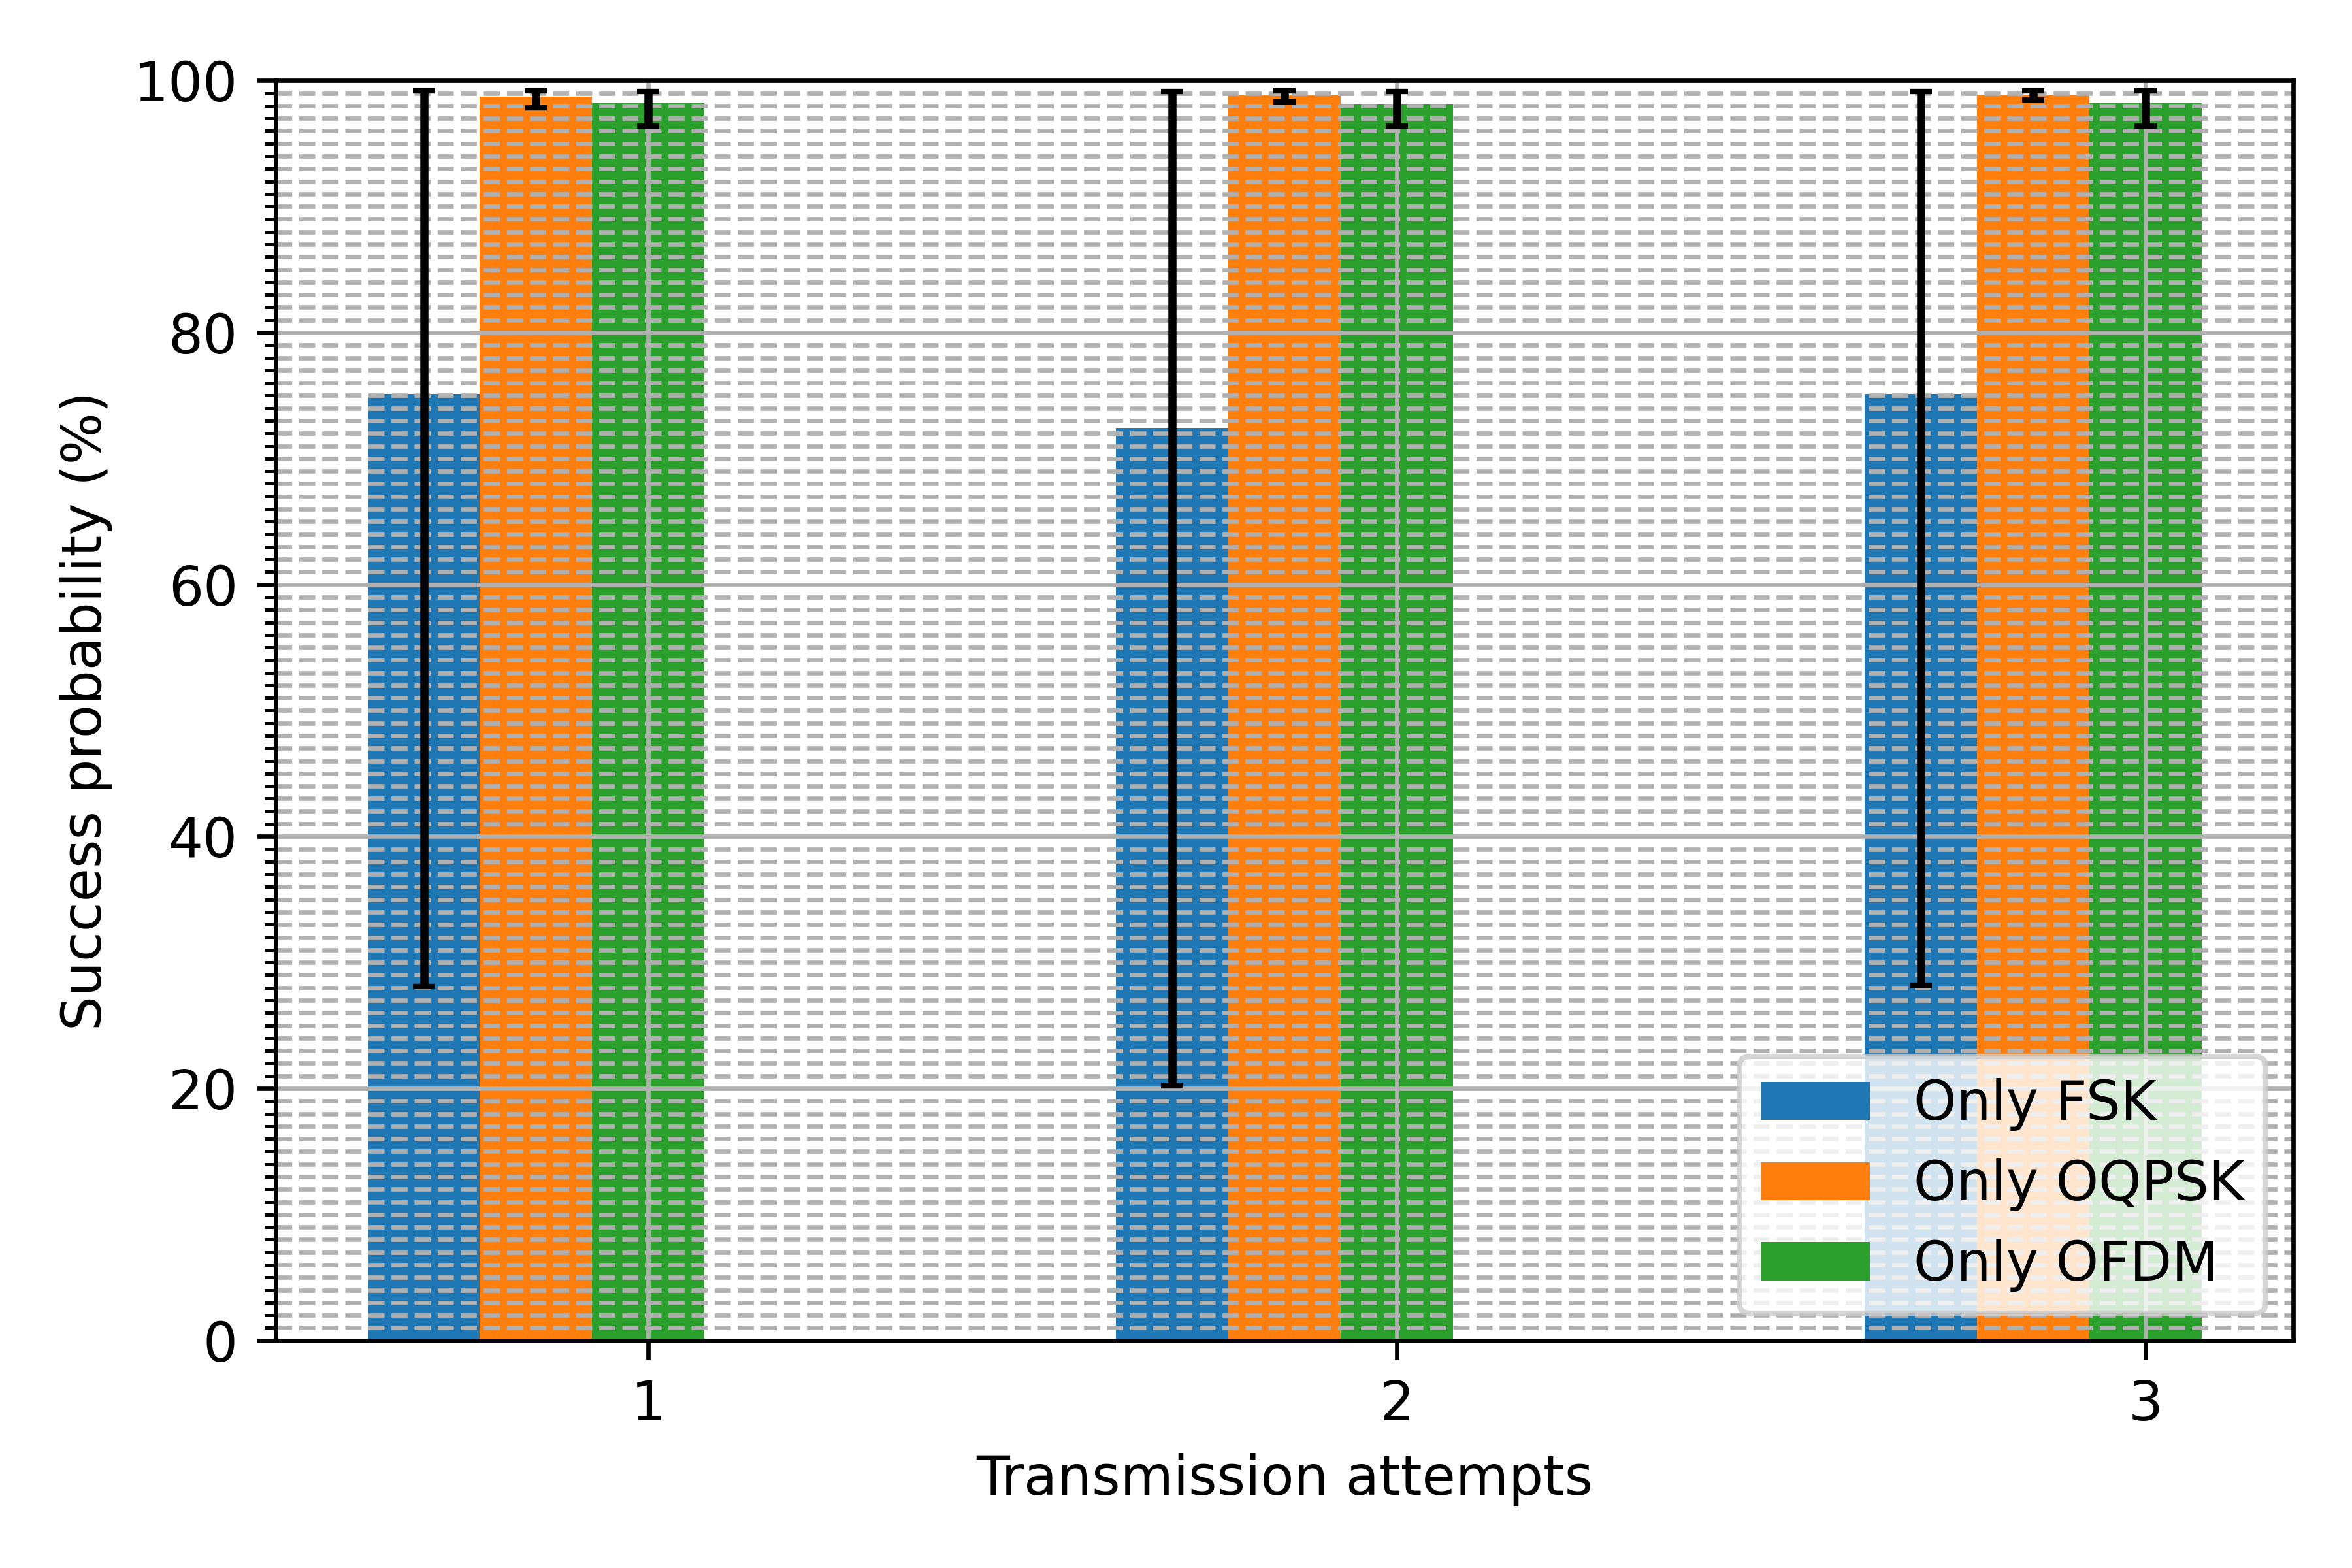 Success probability (%)
100
80
60
40
20
0
1
2
3
Transmission attempts
Only FSK
Only OQPSK
Only OFDM